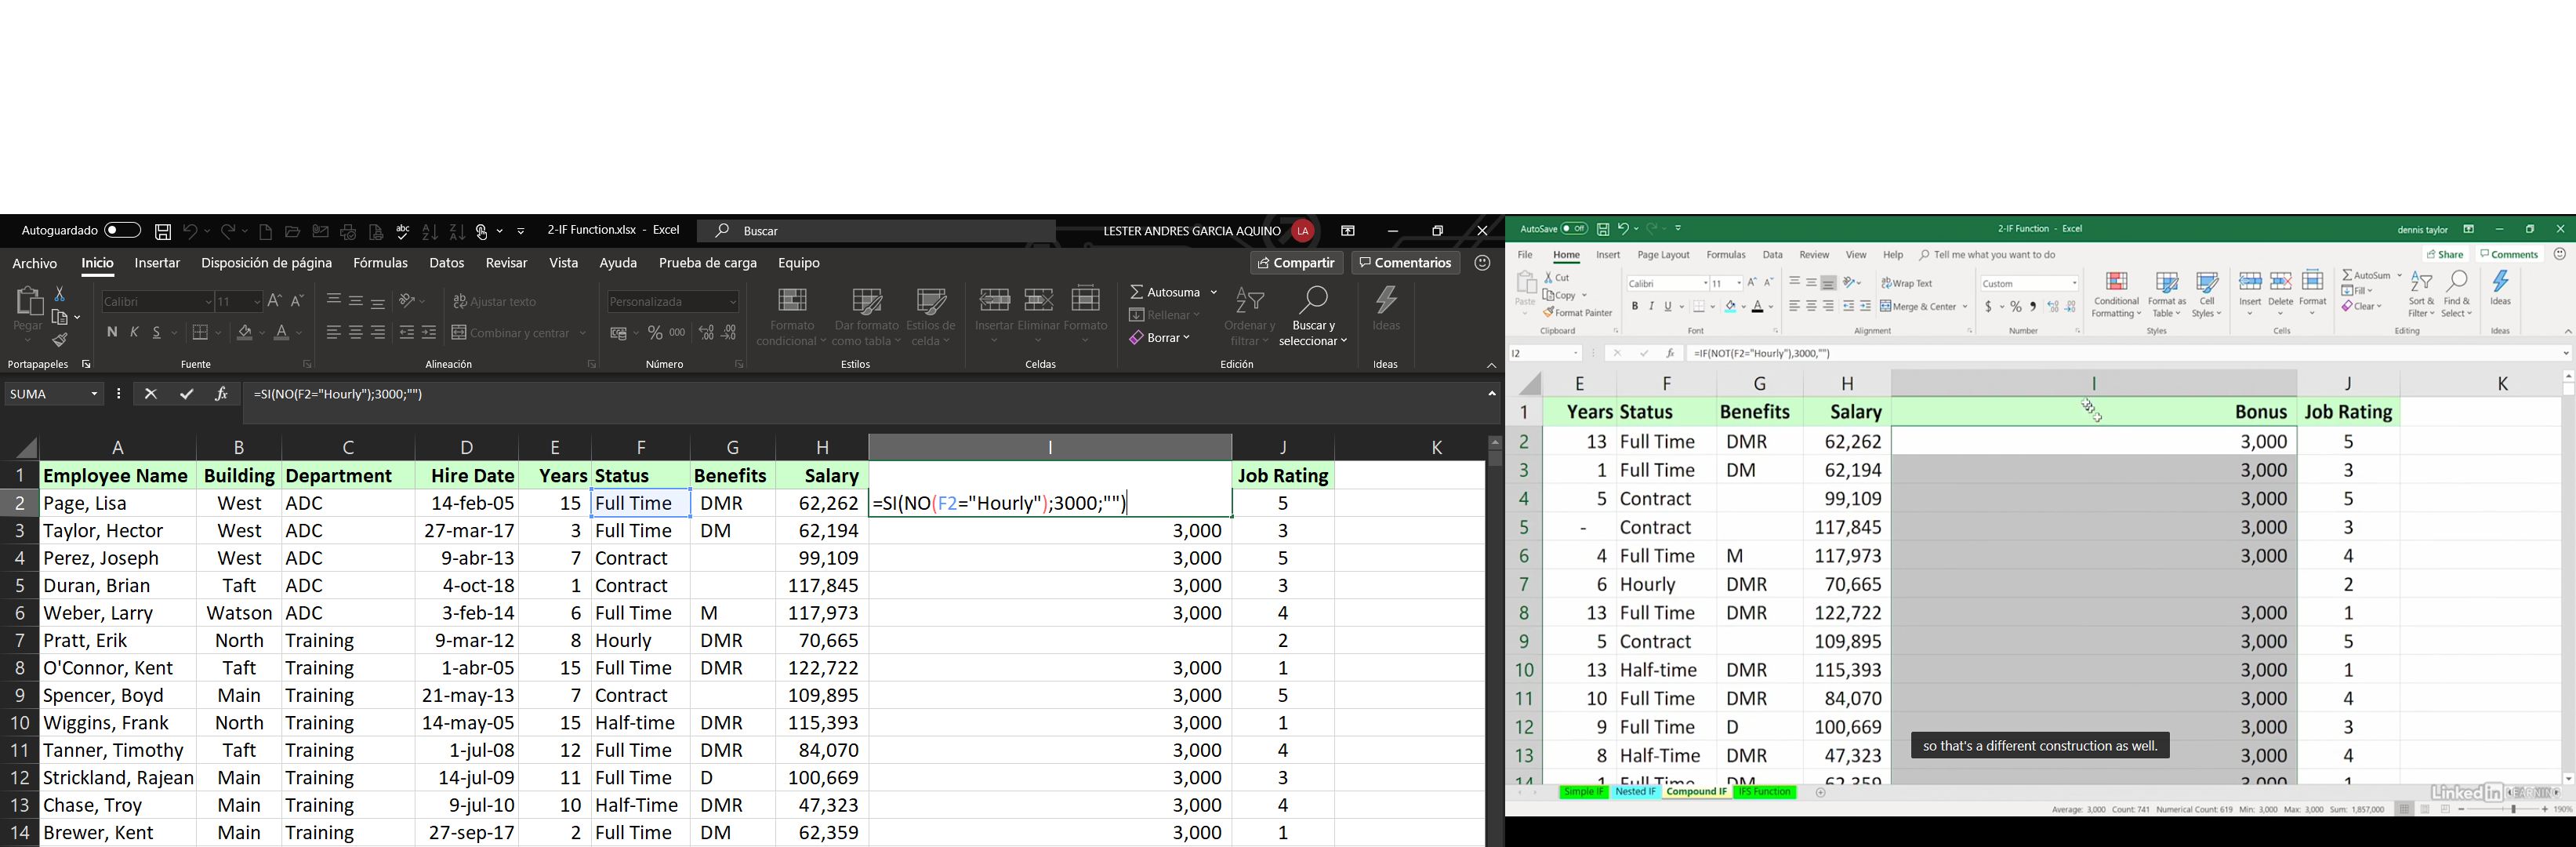 Autoguardado
2-IF Function.xlsx - Excel
Buscar
LESTER ANDRES GARCIA AQUINO LA
Archivo Inicio Insertar Disposición de página Fórmulas Datos Revisar Vista Ayuda Prueba de carga Equipo Compartir Comentarios
Pegar
Calibri 11
Ajustar texto
Personalizada
N K S
Combinar y centrar
% 000
Formato condicional
Dar formato como tabla
Estilos de celda
Insertar Eliminar Formato
Autosuma
Rellenar
Borrar
Ordenar y filtrar
Buscar y seleccionar
Ideas
Portapapeles Fuente Alineación Número Estilos Celdas Edición Ideas
SUMA fx =SI(NO(F2="Hourly");3000;"")
A B C D E F G H I J K
1 Employee Name Building Department Hire Date Years Status Benefits Salary Job Rating
2 Page, Lisa West ADC 14-feb-05 15 Full Time DMR 62,262 =SI(NO(F2="Hourly");3000;"") 5
3 Taylor, Hector West ADC 27-mar-17 3 Full Time DM 62,194 3,000 3
4 Perez, Joseph West ADC 9-abr-13 7 Contract 99,109 3,000 5
5 Duran, Brian Taft ADC 4-oct-18 1 Contract 117,845 3,000 3
6 Weber, Larry Watson ADC 3-feb-14 6 Full Time M 117,973 3,000 4
7 Pratt, Erik North Training 9-mar-12 8 Hourly DMR 70,665 2
8 O'Connor, Kent Taft Training 1-abr-05 15 Full Time DMR 122,722 3,000 1
9 Spencer, Boyd Main Training 21-may-13 7 Contract 109,895 3,000 5
10 Wiggins, Frank North Training 14-may-05 15 Half-time DMR 115,393 3,000 1
11 Tanner, Timothy Taft Training 1-jul-08 12 Full Time DMR 84,070 3,000 4
12 Strickland, Rajean Main Training 14-jul-09 11 Full Time D 100,669 3,000 3
13 Chase, Troy Main Training 9-jul-10 10 Half-Time DMR 47,323 3,000 4
14 Brewer, Kent Main Training 27-sep-17 2 Full Time DM 62,359 3,000 1
AutoSave Off
2-IF Function - Excel
dennis taylor
File Home Insert Page Layout Formulas Data Review View Help Tell me what you want to do Share Comments
Paste
Cut
Copy
Format Painter
Calibri 11
B I U
Wrap Text
Merge & Center
Custom
$ % ,
Conditional Formatting
Format as Table
Cell Styles
Insert Delete Format
AutoSum
Fill
Clear
Sort & Filter
Find & Select
Ideas
Clipboard Font Alignment Number Styles Cells Editing Ideas
I2 fx =IF(NOT(F2="Hourly"),3000,"")
E F G H I J K
1 Years Status Benefits Salary Bonus Job Rating
2 13 Full Time DMR 62,262 3,000 5
3 1 Full Time DM 62,194 3,000 3
4 5 Contract 99,109 3,000 5
5 - Contract 117,845 3,000 3
6 4 Full Time M 117,973 3,000 4
7 6 Hourly DMR 70,665 2
8 13 Full Time DMR 122,722 3,000 1
9 5 Contract 109,895 3,000 5
10 13 Half-time DMR 115,393 3,000 1
11 10 Full Time DMR 84,070 3,000 4
12 9 Full Time D 100,669 3,000 3
13 8 Half-Time DMR 47,323 3,000 4
14 1 Full Time DM 62,359 3,000 1
so that's a different construction as well.
Simple IF Nested IF Compound IF IFS Function
Linked in LEARNING
Average: 3,000 Count: 741 Numerical Count: 619 Min: 3,000 Max: 3,000 Sum: 1,857,000 190%